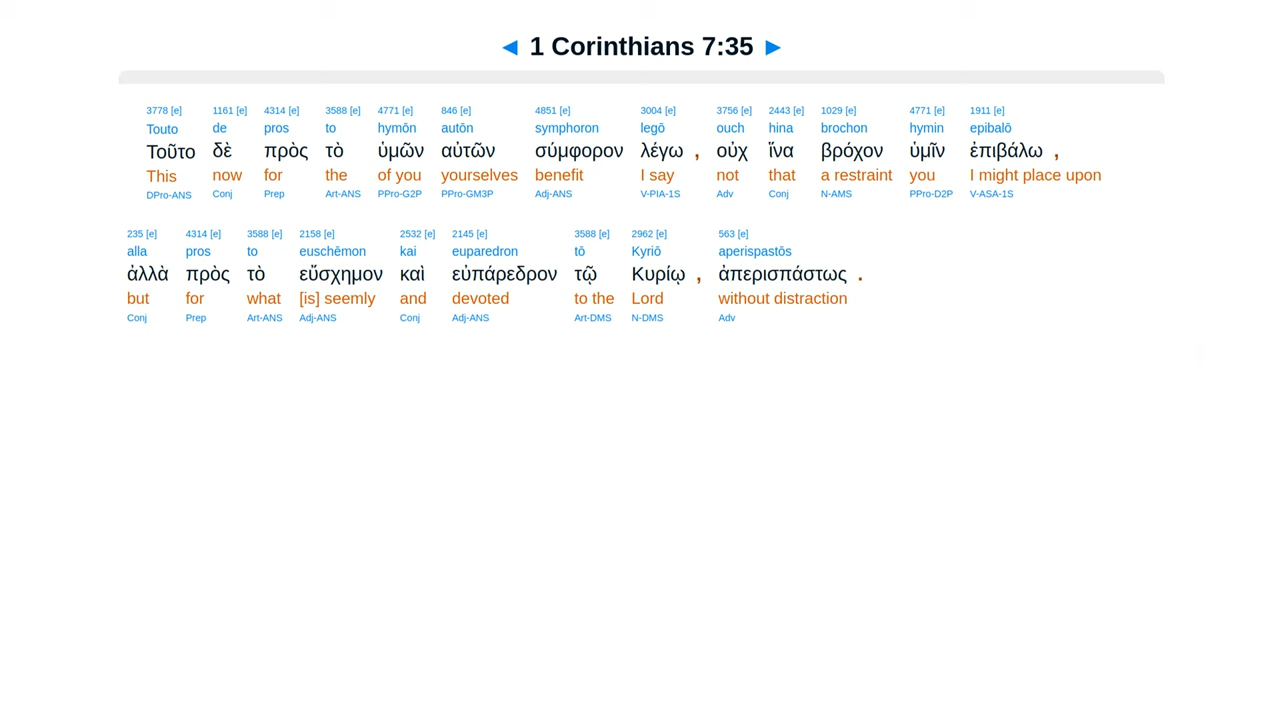 ◄ 1 Corinthians 7:35 ►
3778 [e] 1161 [e] 4314 [e] 3588 [e] 4771 [e] 846 [e] 4851 [e] 3004 [e] 3756 [e] 2443 [e] 1029 [e] 4771 [e] 1911 [e]
Touto de pros to hymōn autōn symphoron legō ouch hina brochon hymin epibalō
Τοῦτο δὲ πρὸς τὸ ὑμῶν αὐτῶν σύμφορον λέγω , οὐχ ἵνα βρόχον ὑμῖν ἐπιβάλω ,
This now for the of you yourselves benefit I say not that a restraint you I might place upon
DPro-ANS Conj Prep Art-ANS PPro-G2P PPro-GM3P Adj-ANS V-PIA-1S Adv Conj N-AMS PPro-D2P V-ASA-1S
235 [e] 4314 [e] 3588 [e] 2158 [e] 2532 [e] 2145 [e] 3588 [e] 2962 [e] 563 [e]
alla pros to euschēmon kai euparedron tō Kyriō aperispastōs
ἀλλὰ πρὸς τὸ εὔσχημον καὶ εὐπάρεδρον τῷ Κυρίῳ , ἀπερισπάστως .
but for what [is] seemly and devoted to the Lord without distraction
Conj Prep Art-ANS Adj-ANS Conj Adj-ANS Art-DMS N-DMS Adv